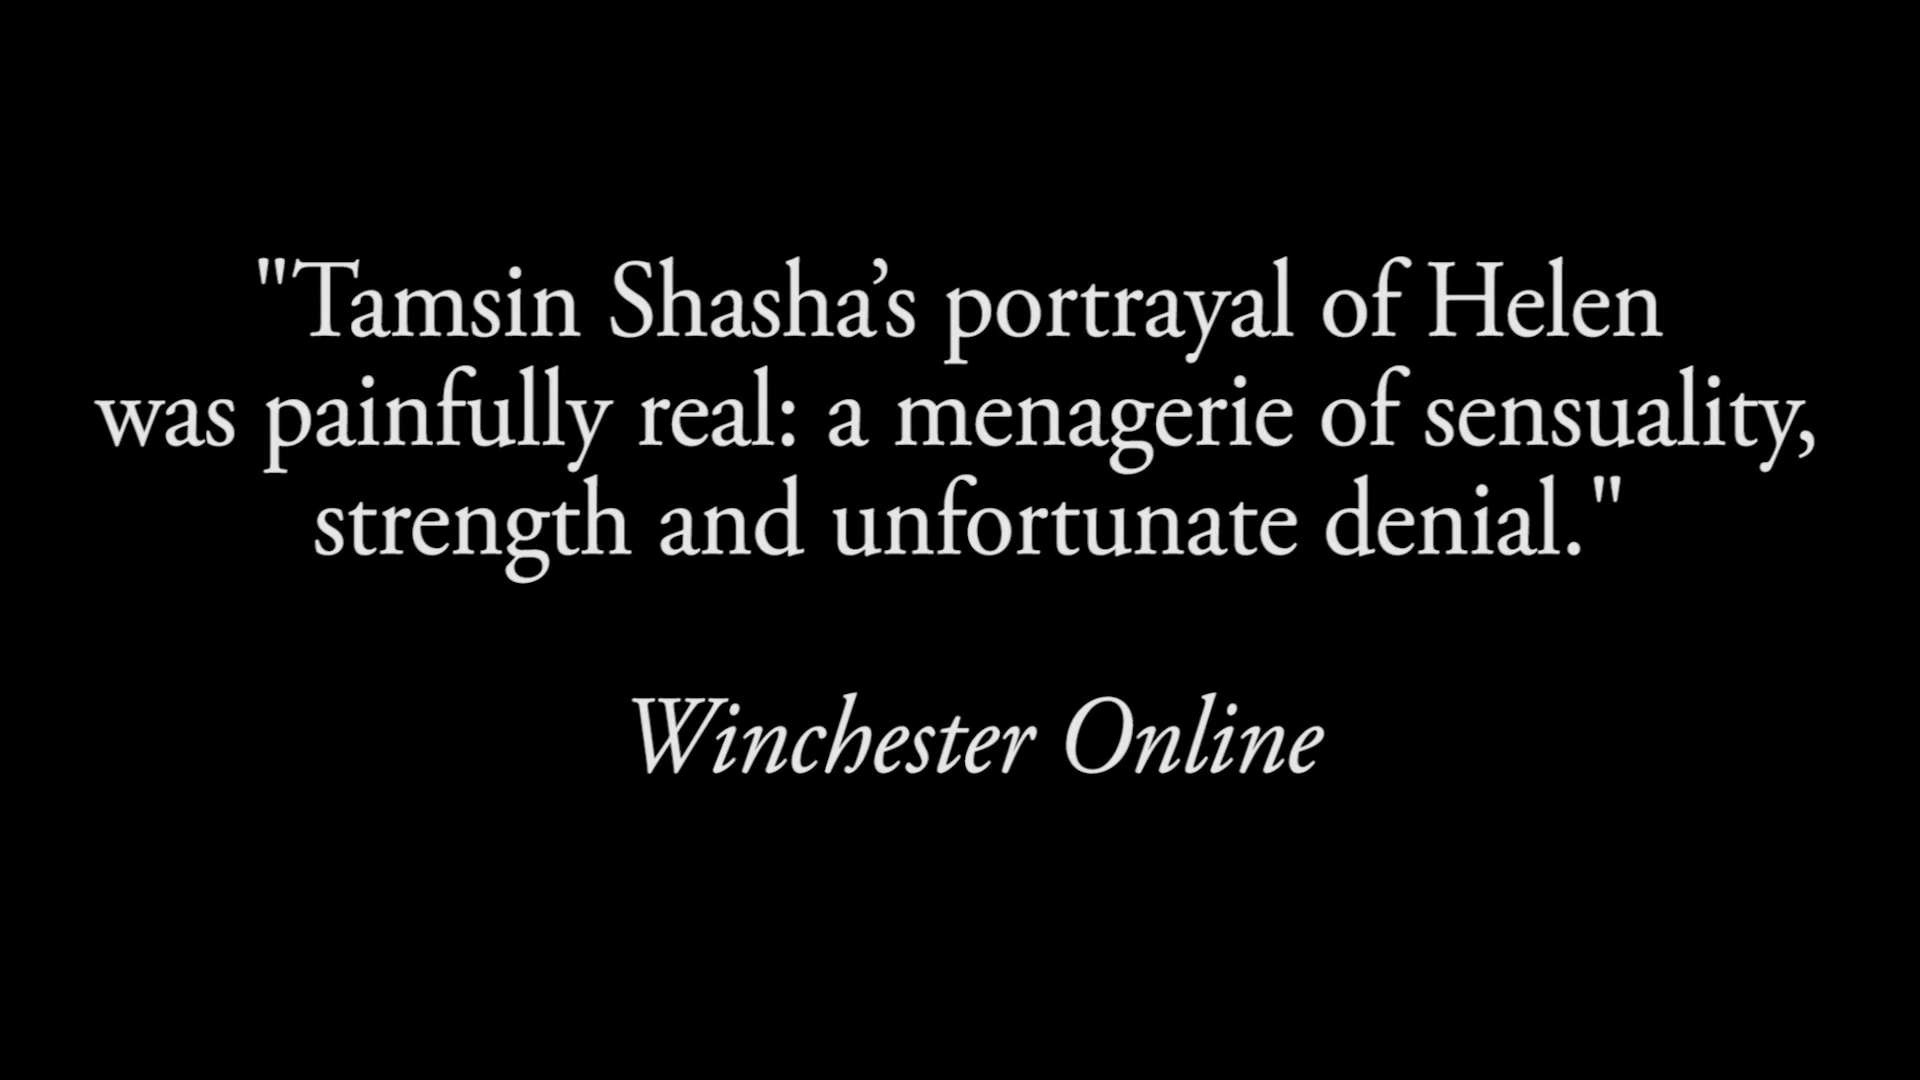 "Tamsin Shasha’s portrayal of Helen
was painfully real: a menagerie of sensuality,
strength and unfortunate denial."
Winchester Online